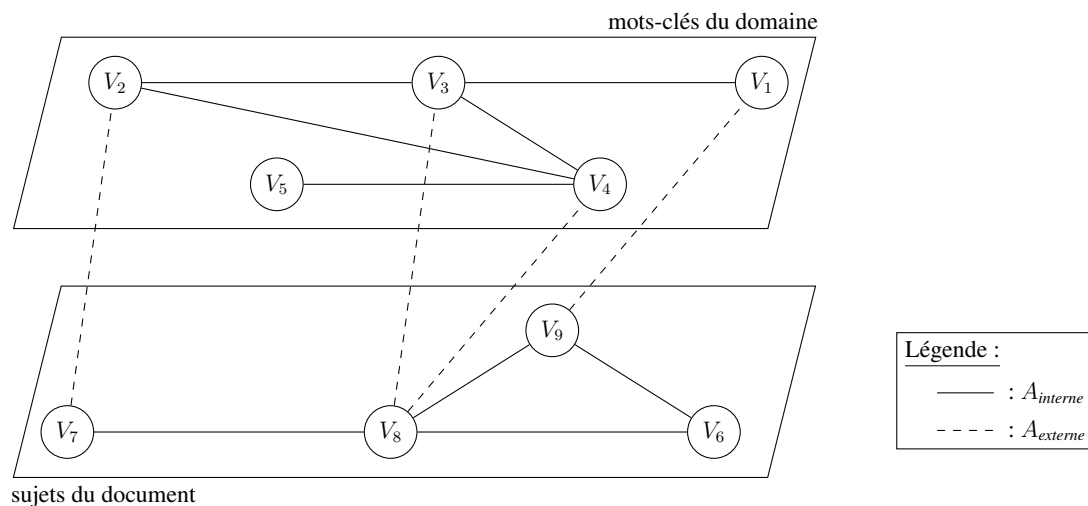 mots-clés du domaine
V2 V3 V1
V5 V4
V9
V7 V8 V6
sujets du document
Légende :
: Ainterne
: Aexterne